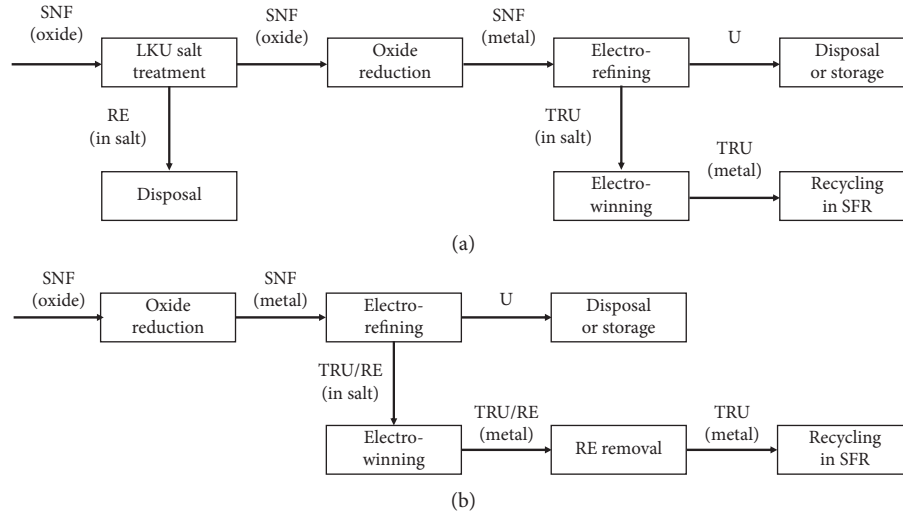 SNF
(oxide)
LKU salt
treatment
SNF
(oxide)
Oxide
reduction
SNF
(metal)
Electro-
refining
U
Disposal
or storage
RE
(in salt)
Disposal
TRU
(in salt)
Electro-
winning
TRU
(metal)
Recycling
in SFR
(a)
SNF
(oxide)
Oxide
reduction
SNF
(metal)
Electro-
refining
U
Disposal
or storage
TRU/RE
(in salt)
Electro-
winning
TRU/RE
(metal)
RE removal
TRU
(metal)
Recycling
in SFR
(b)